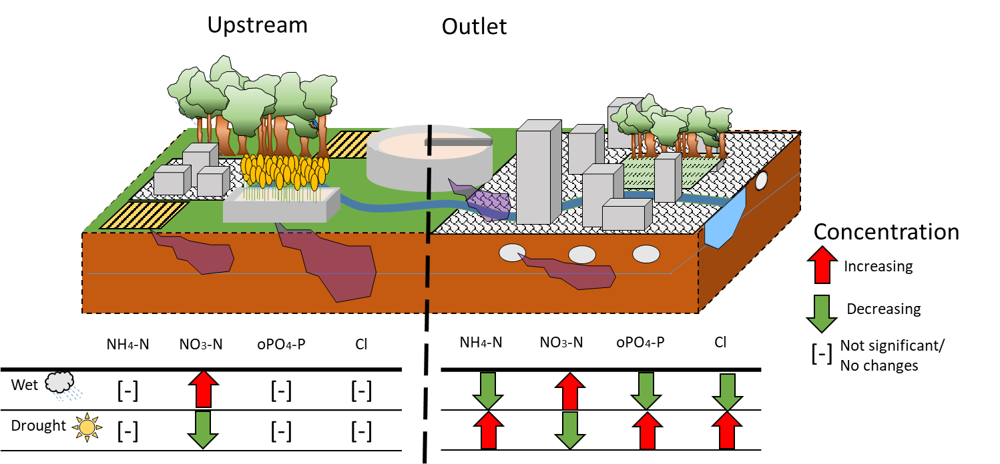 Upstream
Outlet
Concentration
Increasing
Decreasing
[-] Not significant/
No changes
NH4-N NO3-N oPO4-P Cl
NH4-N NO3-N oPO4-P Cl
Wet [-] [-] [-]
Drought [-] [-] [-]